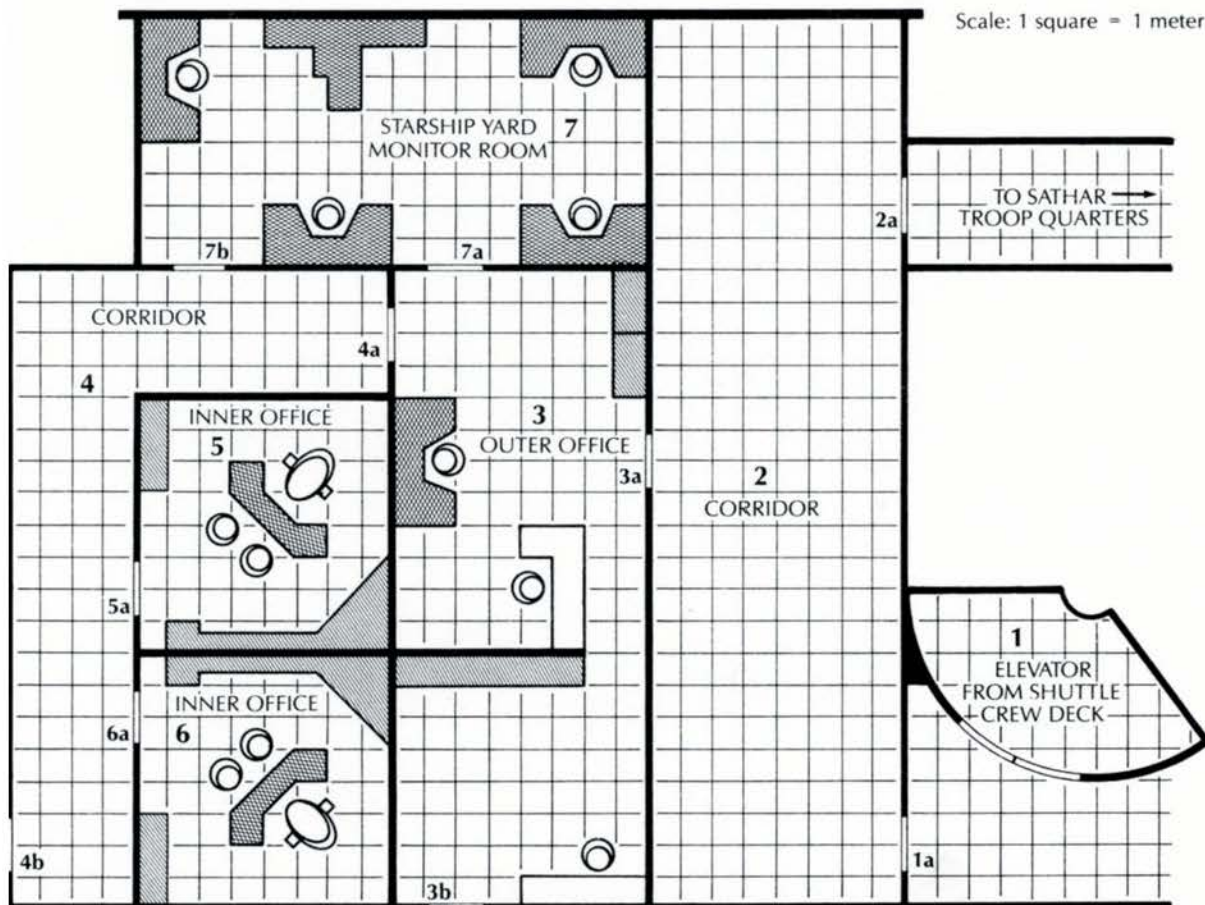 Scale: 1 square = 1 meter
STARSHIP YARD 7
MONITOR ROOM
TO SATHAR
TROOP QUARTERS
2a
7b
7a
CORRIDOR
4a
4
INNER OFFICE
5
3
OUTER OFFICE
3a
2
CORRIDOR
5a
1
ELEVATOR
FROM SHUTTLE
CREW DECK
INNER OFFICE
6a
6
4b
3b
1a